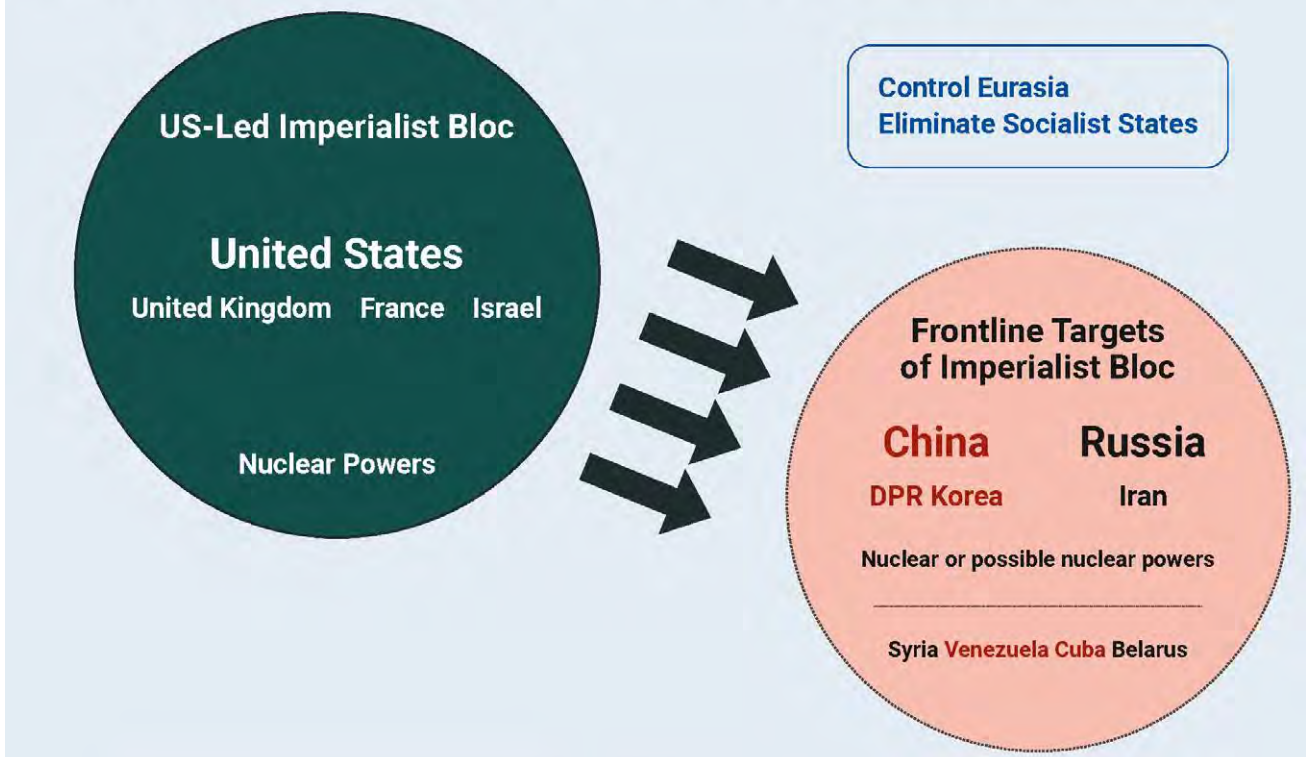 US-Led Imperialist Bloc
United States
United Kingdom France Israel
Nuclear Powers
Control Eurasia
Eliminate Socialist States
Frontline Targets
of Imperialist Bloc
China Russia
DPR Korea Iran
Nuclear or possible nuclear powers
Syria Venezuela Cuba Belarus